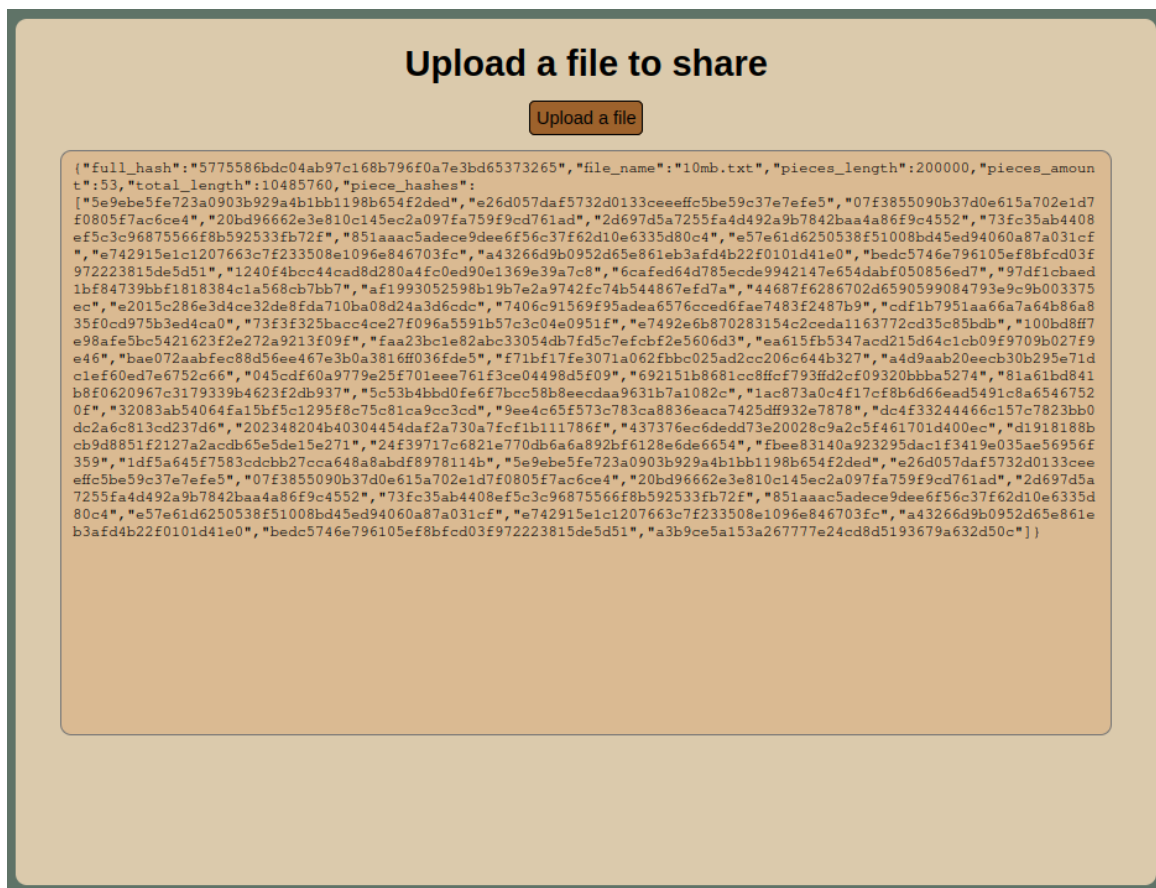 Upload a file to share
Upload a file
{"full_hash":"5775586bdc04ab97c168b796f0a7e3bd65373265","file_name":"10mb.txt","pieces_length":200000,"pieces_amoun
t":53,"total_length":10485760,"piece_hashes":
["5e9ebe5fe723a0903b929a4b1bb1198b654f2ded","e26d057daf5732d0133ceeeffc5be59c37e7efe5","07f3855090b37d0e615a702e1d7
f0805f7ac6ce4","20bd96662e3e810c145ec2a097fa759f9cd761ad","2d697d5a7255fa4d492a9b7842baa4a86f9c4552","73fc35ab4408
ef5c3c96875566f8b592533fb72f","851aaac5adece9dee6f56c37f62d10e6335d80c4","e57e61d6250538f51008bd45ed94060a87a031cf
","e742915e1c1207663c7f233508e1096e846703fc","a43266d9b0952d65e861eb3afd4b22f0101d41e0","bedc5746e796105ef8bfcd03f
972223815de5d51","1240f4bcc44cad8d280a4fc0ed90e1369e39a7c8","6cafed64d785ecde9942147e654dabf050856ed7","97df1cbaed
1bf84739bbf1818384c1a568cb7bb7","af1993052598b19b7e2a9742fc74b544867efd7a","44687f6286702d6590599084793e9c9b003375
ec","e2015c286e3d4ce32de8fda710ba08d24a3d6cdc","7406c91569f95adea6576cced6fae7483f2487b9","cdf1b7951aa66a7a64b86a8
35f0cd975b3ed4ca0","73f3f325bacc4ce27f096a5591b57c3c04e0951f","e7492e6b870283154c2ceda1163772cd35c85bdb","100bd8ff7
e98afe5bc5421623f2e272a9213f09f","faa23bc1e82abc33054db7fd5c7efcbf2e5606d3","ea615fb5347acd215d64c1cb09f9709b027f9
e46","bae072aabfec88d56ee467e3b0a3816ff036fde5","f71bf17fe3071a062fbbc025ad2cc206c644b327","a4d9aab20eecb30b295e71d
c1ef60ed7e6752c66","045cdf60a9779e25f701eee761f3ce04498d5f09","692151b8681cc8ffcf793ffd2cf09320bbba5274","81a61bd841
b8f0620967c3179339b4623f2db937","5c53b4bbd0fe6f7bcc58b8eecdaa9631b7a1082c","1ac873a0c4f17cf8b6d66ead5491c8a6546752
0f","32083ab54064fa15bf5c1295f8c75c81ca9cc3cd","9ee4c65f573c783ca8836eaca7425dff932e7878","dc4f33244466c157c7823bb0
dc2a6c813cd237d6","202348204b40304454daf2a730a7fcf1b111786f","437376ec6dedd73e20028c9a2c5f461701d400ec","d1918188b
cb9d8851f2127a2acdb65e5de15e271","24f39717c6821e770db6a6a892bf6128e6de6654","fbee83140a923295dac1f3419e035ae56956f
359","1df5a645f7583cdcbb27cca648a8abdf8978114b","5e9ebe5fe723a0903b929a4b1bb1198b654f2ded","e26d057daf5732d0133cee
effc5be59c37e7efe5","07f3855090b37d0e615a702e1d7f0805f7ac6ce4","20bd96662e3e810c145ec2a097fa759f9cd761ad","2d697d5a
7255fa4d492a9b7842baa4a86f9c4552","73fc35ab4408ef5c3c96875566f8b592533fb72f","851aaac5adece9dee6f56c37f62d10e6335d
80c4","e57e61d6250538f51008bd45ed94060a87a031cf","e742915e1c1207663c7f233508e1096e846703fc","a43266d9b0952d65e861e
b3afd4b22f0101d41e0","bedc5746e796105ef8bfcd03f972223815de5d51","a3b9ce5a153a267777e24cd8d5193679a632d50c"]}